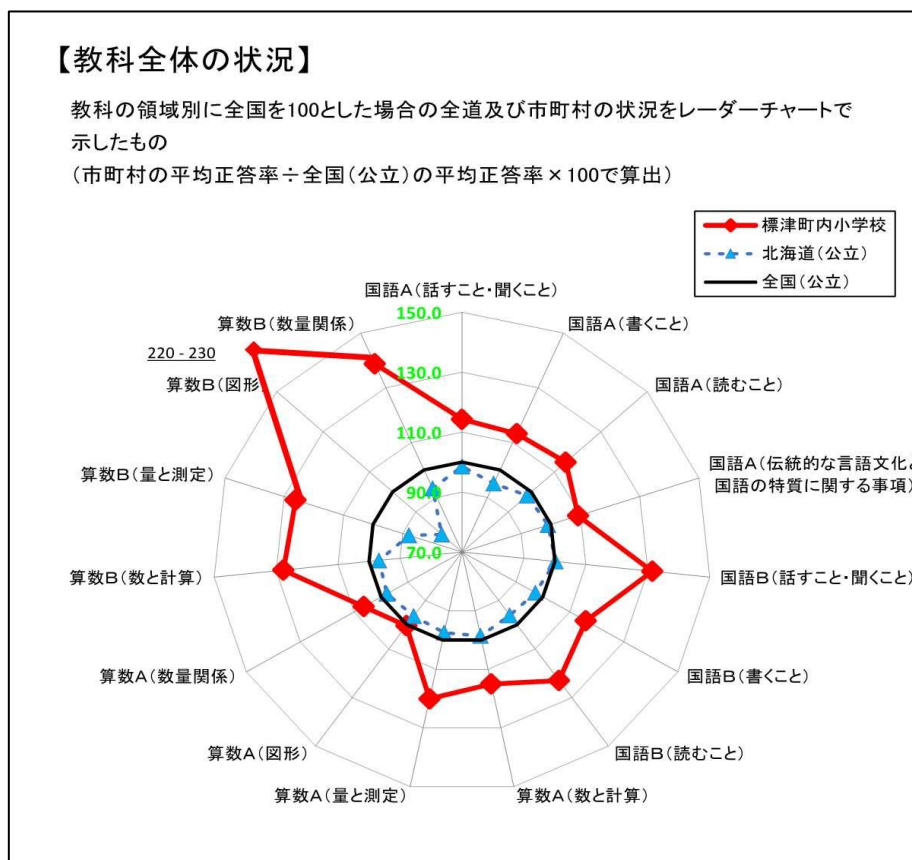 【教科全体の状況】
教科の領域別に全国を100とした場合の全道及び市町村の状況をレーダーチャートで
示したもの
(市町村の平均正答率÷全国(公立)の平均正答率×100で算出)
標津町内小学校
北海道(公立)
全国(公立)
国語A(話すこと・聞くこと)
国語A(書くこと)
国語A(読むこと)
国語A(伝統的な言語文化と
国語の特質に関する事項)
国語B(話すこと・聞くこと)
国語B(書くこと)
国語B(読むこと)
算数A(数と計算)
算数A(量と測定)
算数A(図形)
算数A(数量関係)
算数B(数と計算)
算数B(量と測定)
算数B(図形)
220 - 230
算数B(数量関係)
150.0
130.0
110.0
90.0
70.0